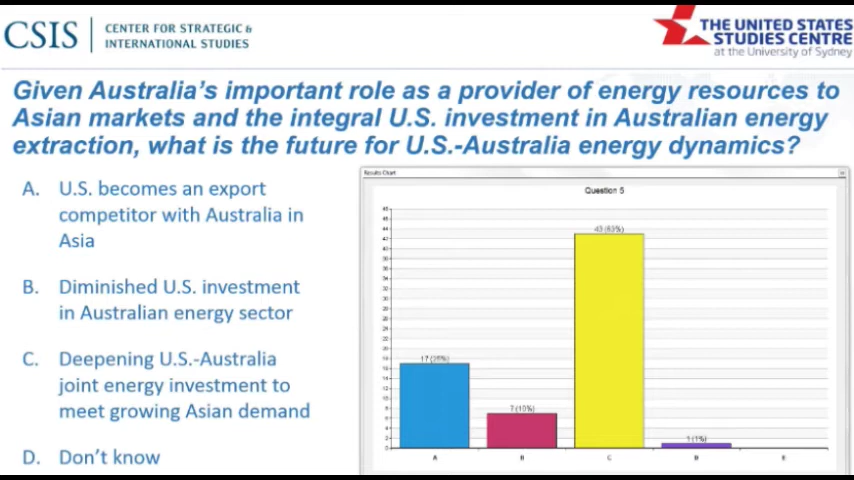 CSIS
CENTER FOR STRATEGIC &
INTERNATIONAL STUDIES
THE UNITED STATES
STUDIES CENTRE
at the University of Sydney
Given Australia's important role as a provider of energy resources to
Asian markets and the integral U.S. investment in Australian energy
extraction, what is the future for U.S.-Australia energy dynamics?
A. U.S. becomes an export
competitor with Australia in
Asia
B. Diminished U.S. investment
in Australian energy sector
C. Deepening U.S.-Australia
joint energy investment to
meet growing Asian demand
D. Don't know
Results Chart
Question 5
43 (63%)
17 (25%)
7 (10%)
1 (1%)
A B C D E